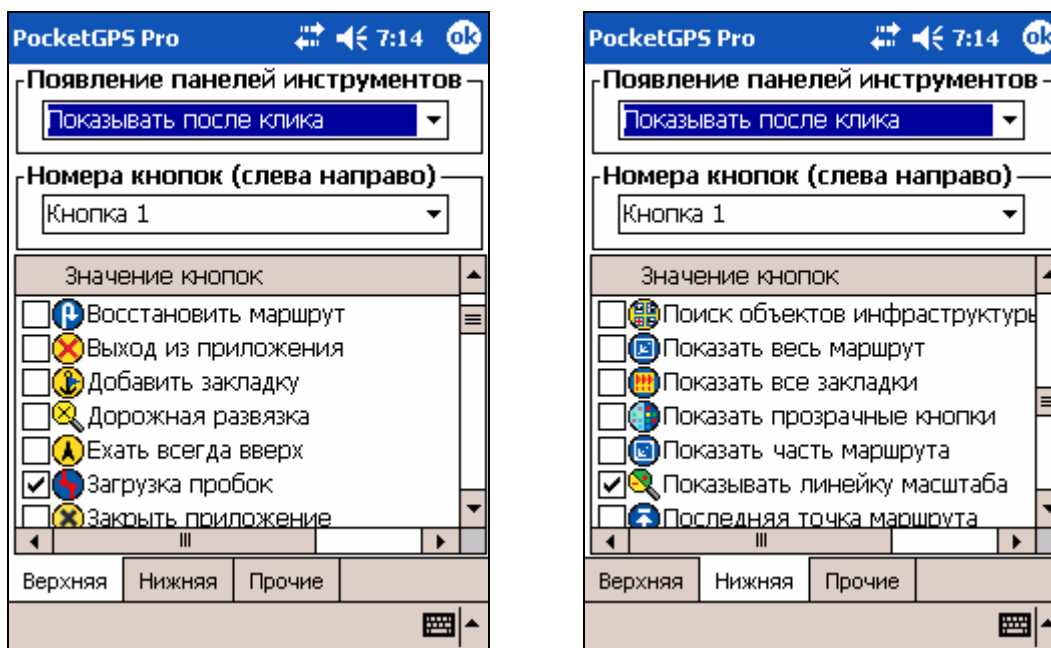 PocketGPS Pro 7:14 ok
Появление панелей инструментов
Показывать после клика
Номера кнопок (слева направо)
Кнопка 1
Значение кнопок
Восстановить маршрут
Выход из приложения
Добавить закладку
Дорожная развязка
Ехать всегда вверх
Загрузка пробок
Закрыть приложение
Верхняя Нижняя Прочие
PocketGPS Pro 7:14 ok
Появление панелей инструментов
Показывать после клика
Номера кнопок (слева направо)
Кнопка 1
Значение кнопок
Поиск объектов инфраструктуры
Показать весь маршрут
Показать все закладки
Показать прозрачные кнопки
Показать часть маршрута
Показывать линейку масштаба
Последняя точка маршрута
Верхняя Нижняя Прочие